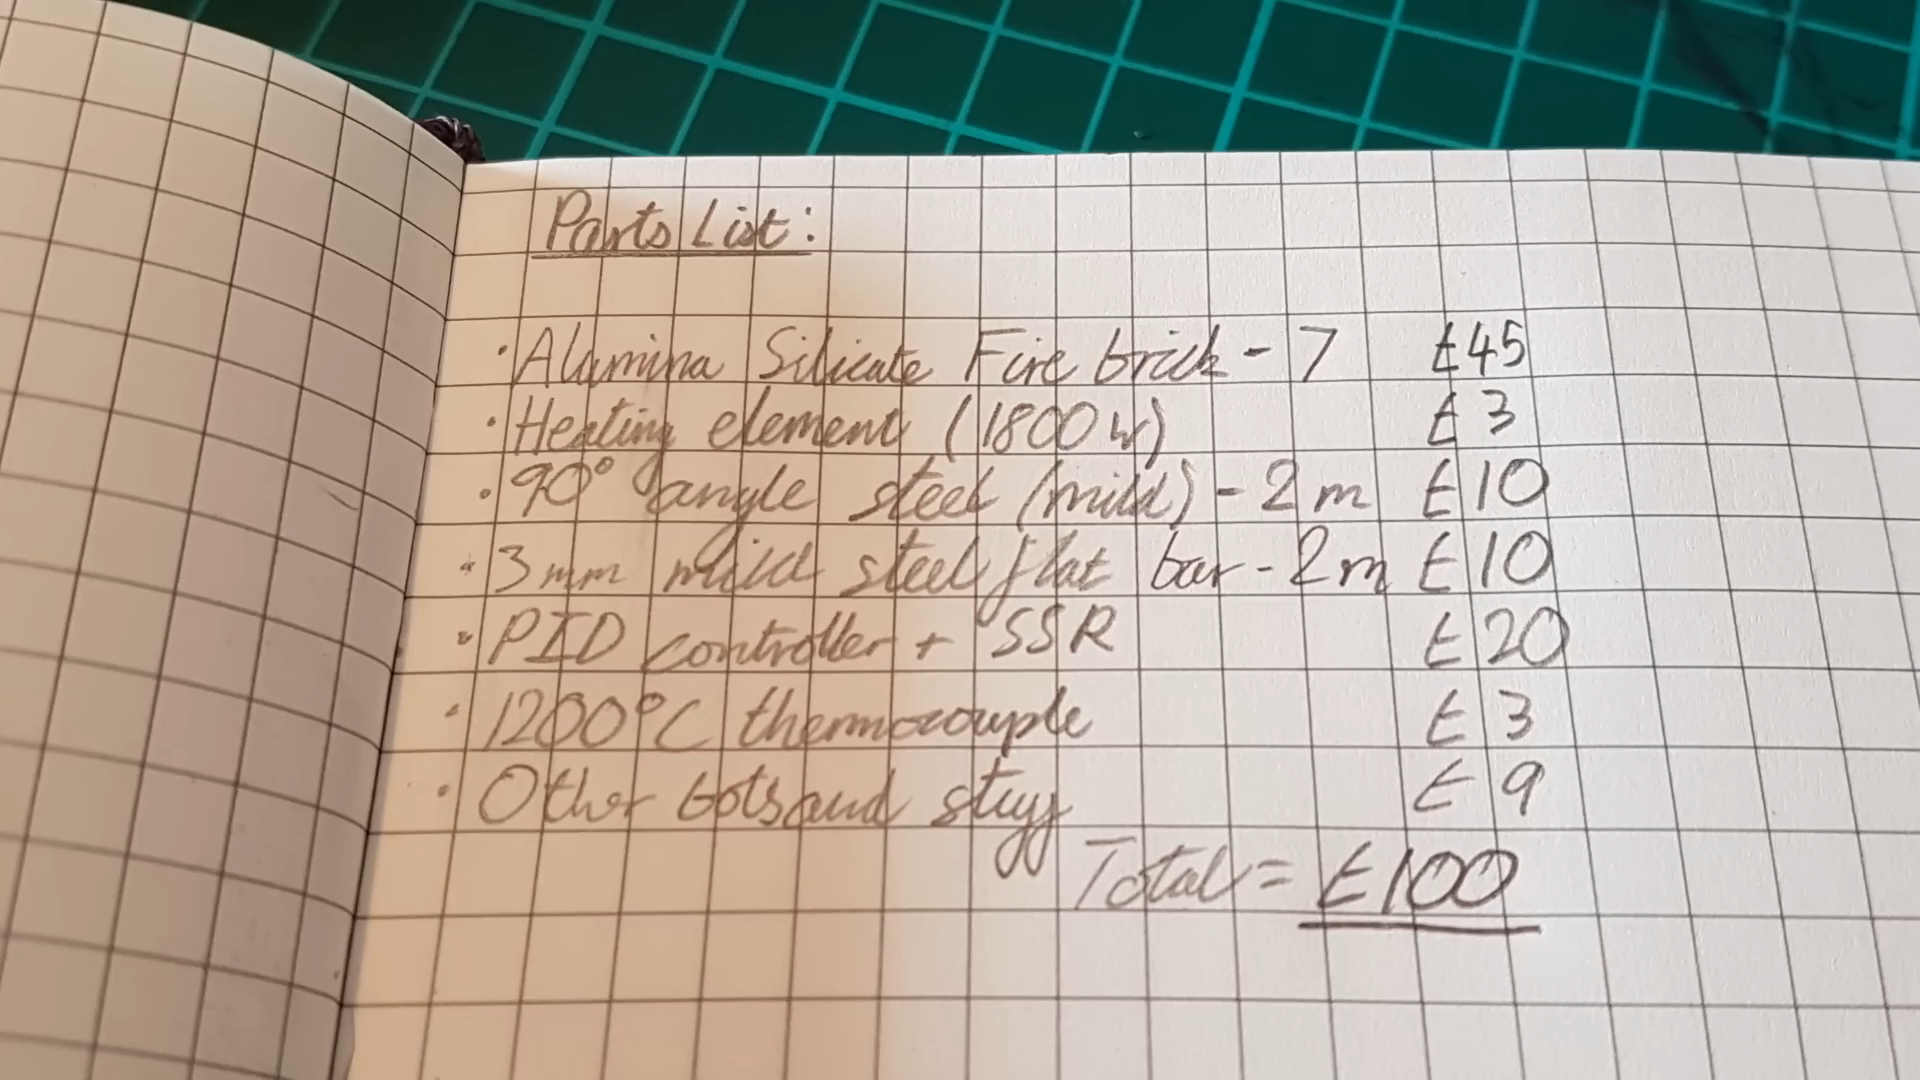 Parts List:
· Alumina Silicate Fire brick - 7 £45
· Heating element (1800w) £3
· 90° angle steel (mild) - 2m £10
· 3mm mild steel flat bar - 2m £10
· PID controller + SSR £20
· 1200°C thermocouple £3
· Other bots and stuff £9
Total = £100